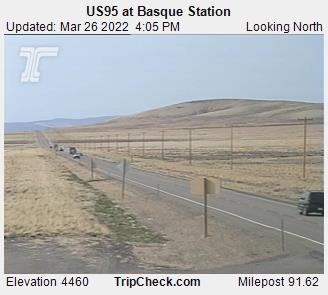 US95 at Basque Station
Updated: Mar 26 2022 4:05 PM Looking North
Elevation 4460 TripCheck.com Milepost 91.62